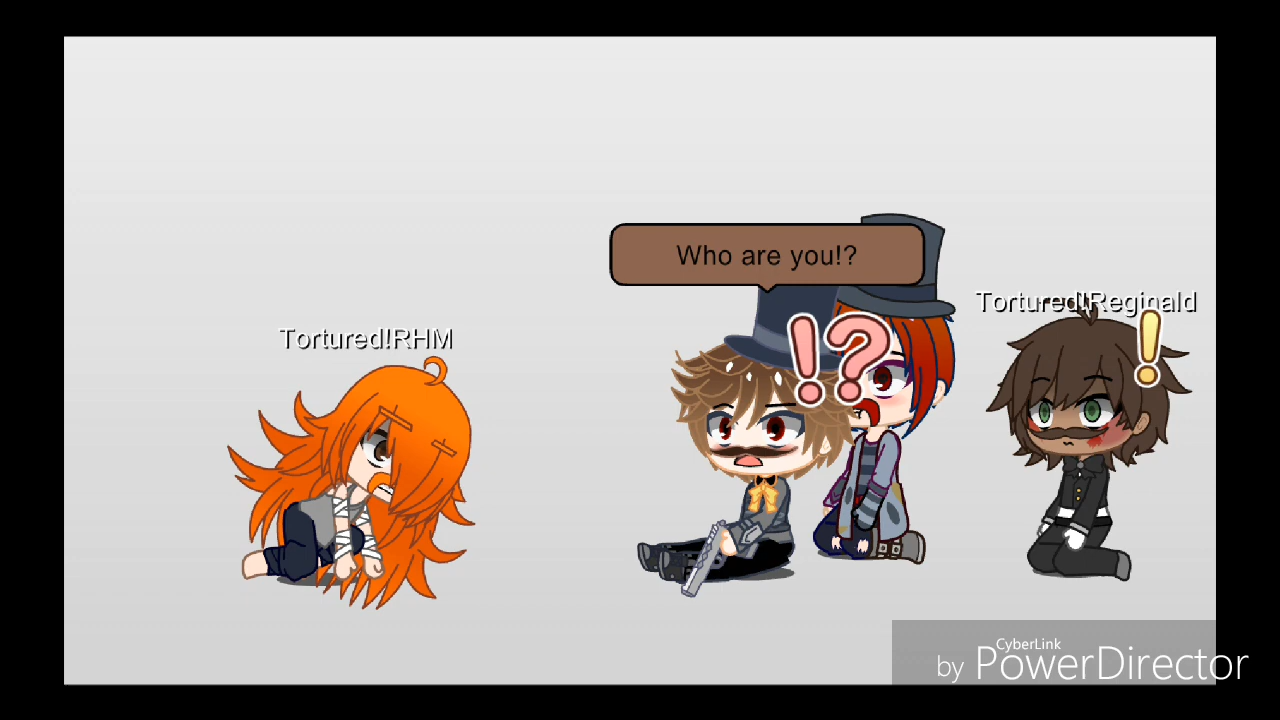 Who are you!?
Tortured!Reginald
Tortured!RHM
!?
!
CyberLink
by PowerDirector